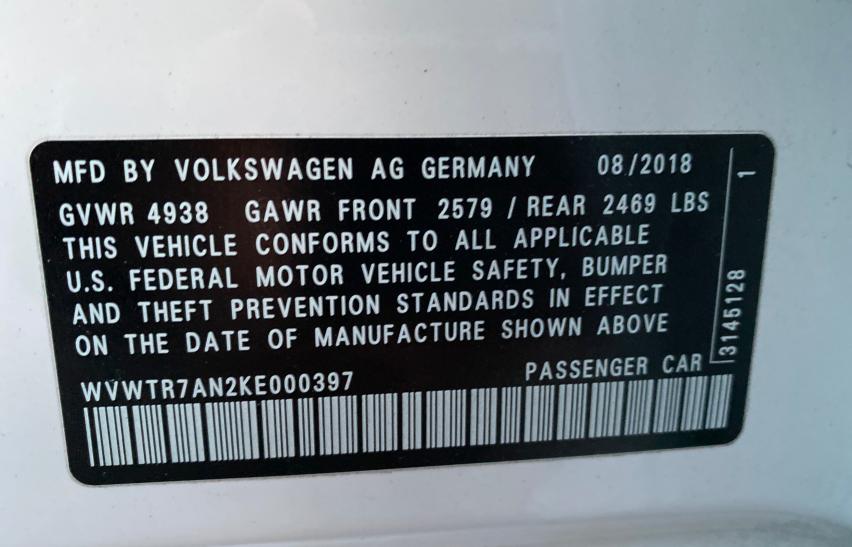 MFD BY VOLKSWAGEN AG GERMANY 08/2018
GVWR 4938 GAWR FRONT 2579 / REAR 2469 LBS
THIS VEHICLE CONFORMS TO ALL APPLICABLE
U.S. FEDERAL MOTOR VEHICLE SAFETY, BUMPER
AND THEFT PREVENTION STANDARDS IN EFFECT
ON THE DATE OF MANUFACTURE SHOWN ABOVE
WVWTR7AN2KE000397 PASSENGER CAR
3145128 1